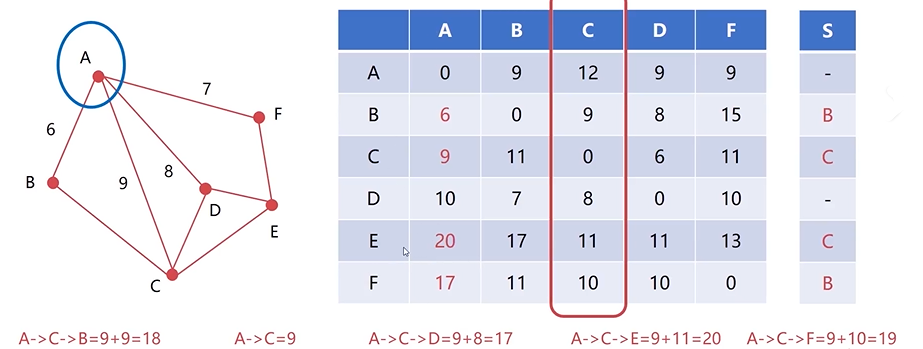 A B C D F S
A 0 9 12 9 9 -
B 6 0 9 8 15 B
C 9 11 0 6 11 C
D 10 7 8 0 10 -
E 20 17 11 11 13 C
F 17 11 10 10 0 B
A
7
F
6
B
9
8
D
E
C
A->C->B=9+9=18 A->C=9 A->C->D=9+8=17 A->C->E=9+11=20 A->C->F=9+10=19